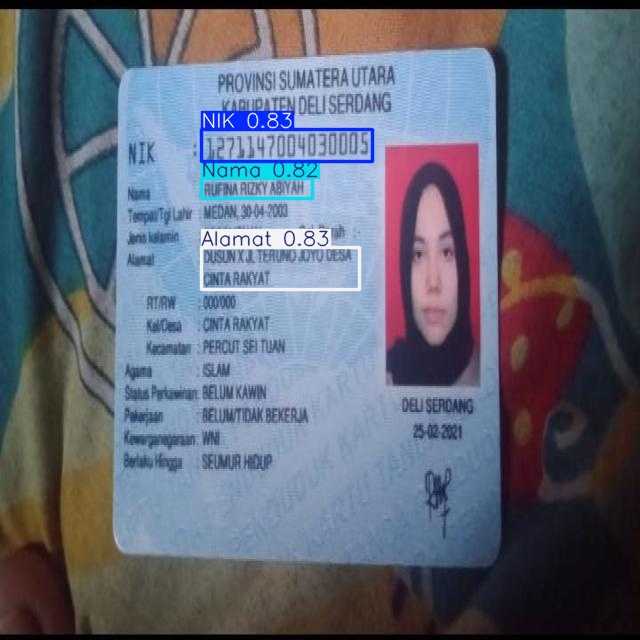 PROVINSI SUMATERA UTARA
KABUPATEN DELI SERDANG
NIK 0.83
NIK : 1271147004030005
Nama 0.82
Nama : RUFINA RIZKY ABIYAH
Tempat/Tgl Lahir : MEDAN, 30-04-2003
Jenis kelamin
Alamat 0.83
Alamat : DUSUN X JL TERUNO JOYO DESA
CINTA RAKYAT
RT/RW : 000/000
Kel/Desa : CINTA RAKYAT
Kecamatan : PERCUT SEI TUAN
Agama : ISLAM
Status Perkawinan: BELUM KAWIN
Pekerjaan : BELUM/TIDAK BEKERJA
Kewarganegaraan: WNI
Berlaku Hingga : SEUMUR HIDUP
DELI SERDANG
25-02-2021